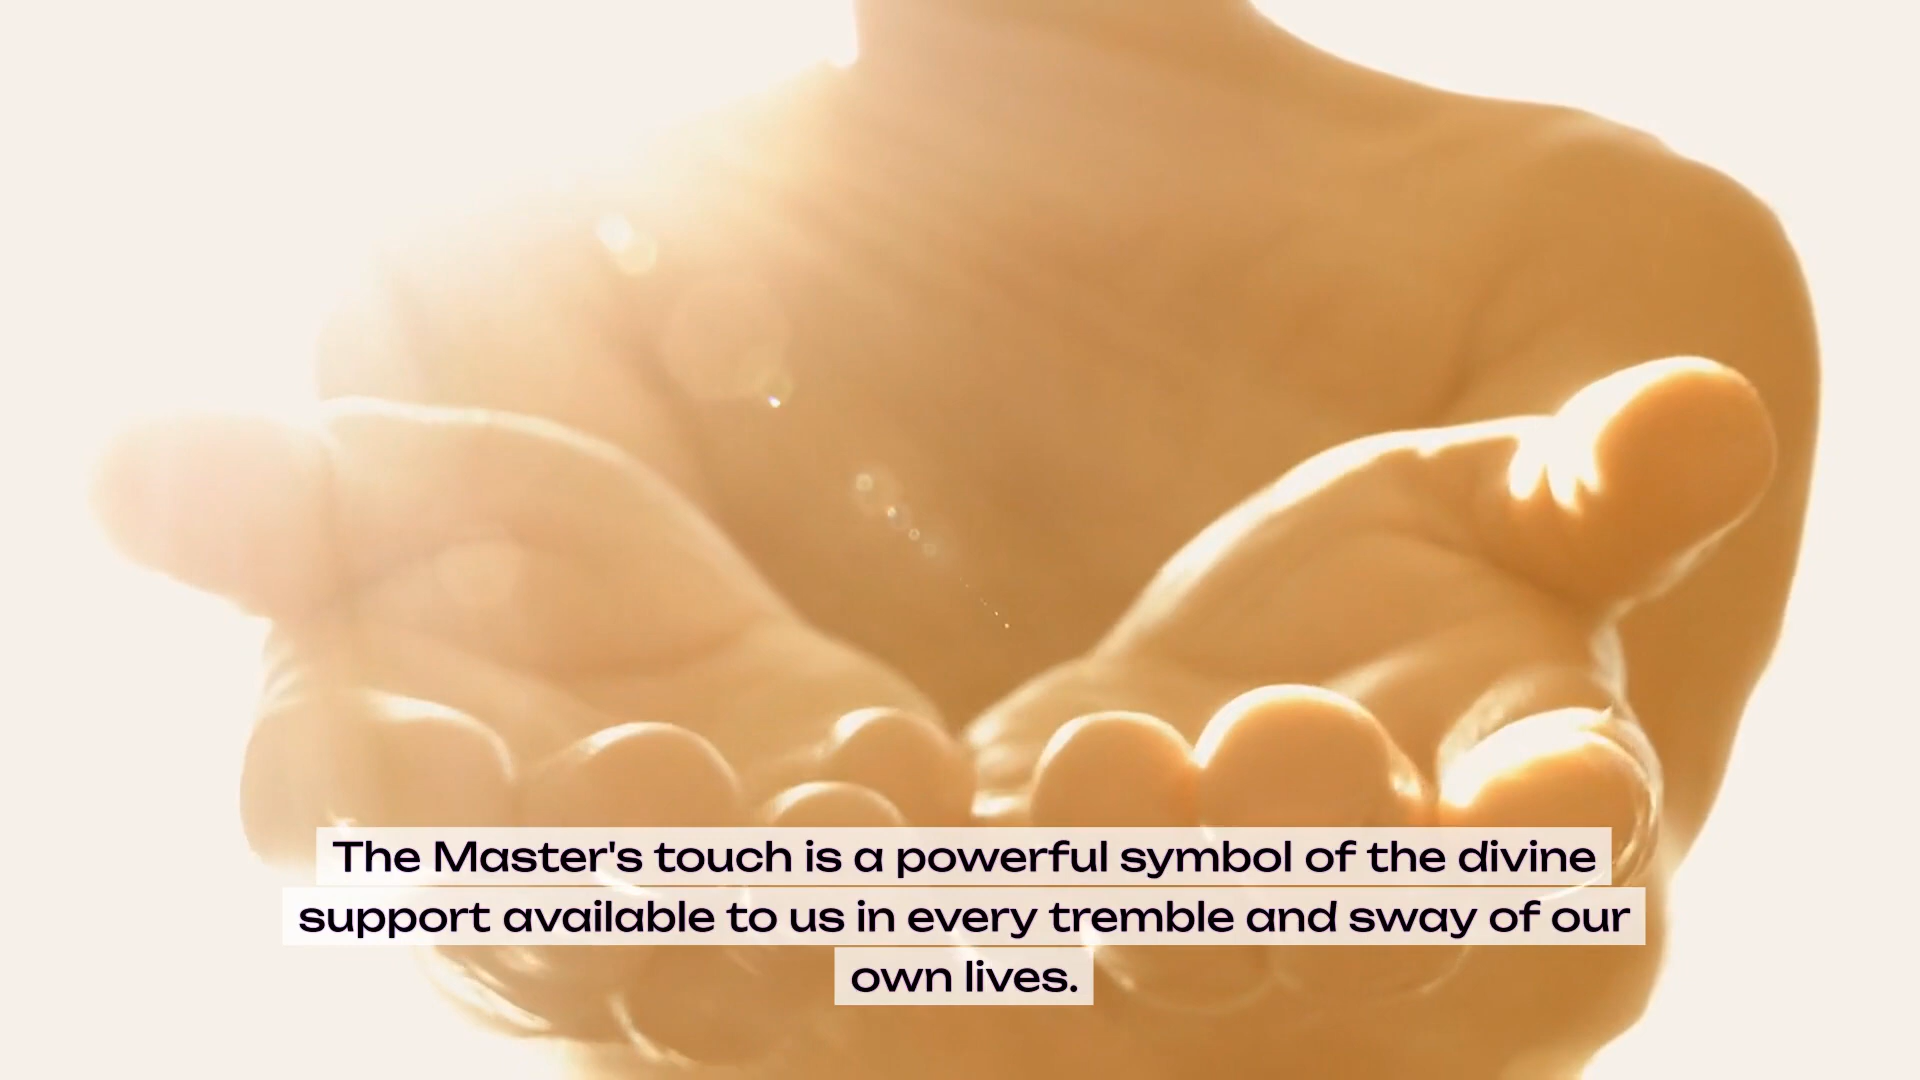 The Master's touch is a powerful symbol of the divine
support available to us in every tremble and sway of our
own lives.